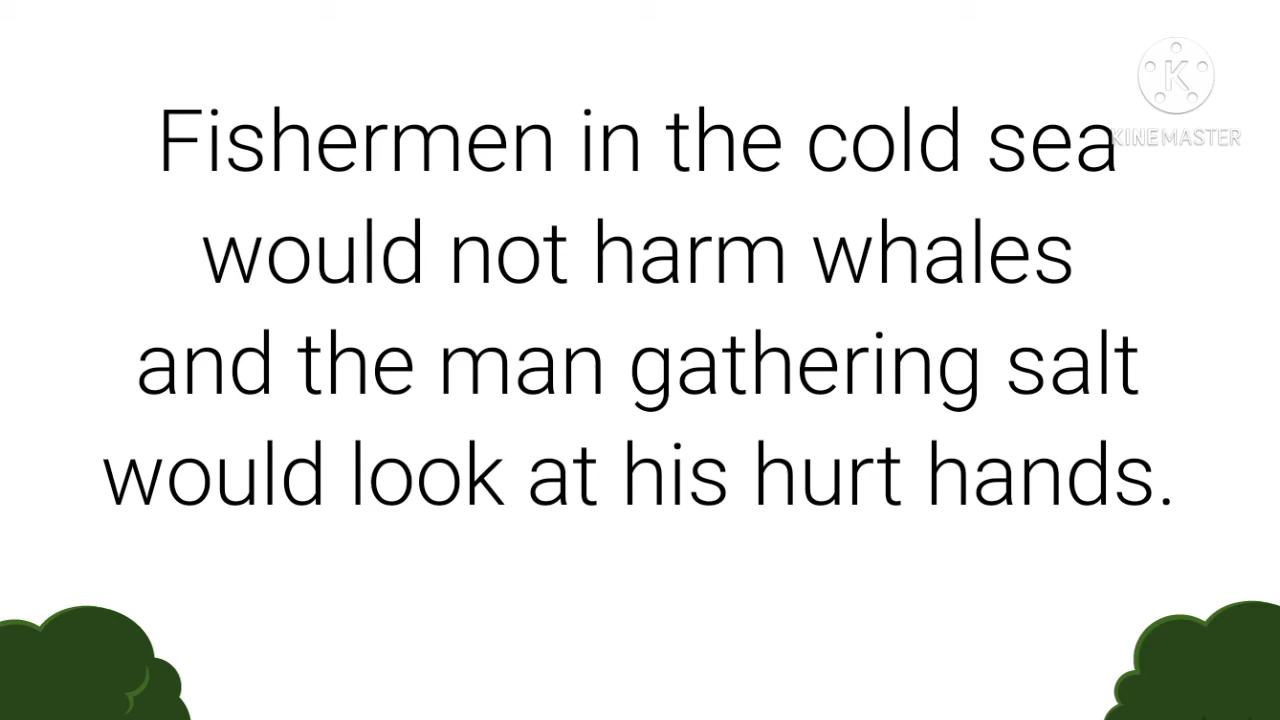 Fishermen in the cold sea
would not harm whales
and the man gathering salt
would look at his hurt hands.
K
KINEMASTER